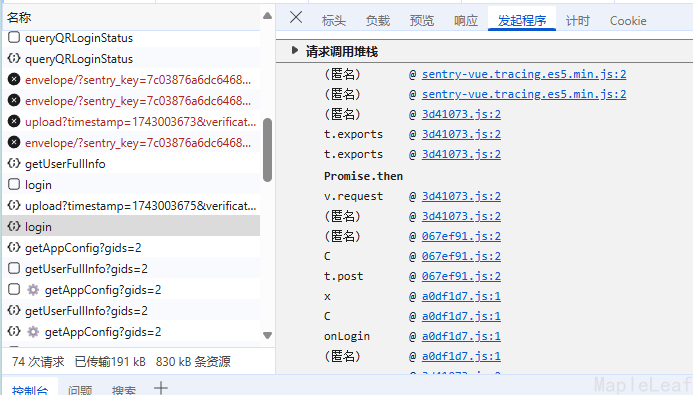 名称
queryQRLoginStatus
queryQRLoginStatus
envelope/?sentry_key=7c03876a6dc6468...
envelope/?sentry_key=7c03876a6dc6468...
upload?timestamp=1743003673&verificat...
envelope/?sentry_key=7c03876a6dc6468...
getUserFullInfo
login
upload?timestamp=1743003675&verificat...
login
getAppConfig?gids=2
getUserFullInfo?gids=2
getAppConfig?gids=2
getUserFullInfo?gids=2
getAppConfig?gids=2
74 次请求 已传输191 kB 830 kB 条资源
标头 负载 预览 响应 发起程序 计时 Cookie
请求调用堆栈
(匿名) @ sentry-vue.tracing.es5.min.js:2
(匿名) @ sentry-vue.tracing.es5.min.js:2
(匿名) @ 3d41073.js:2
t.exports @ 3d41073.js:2
t.exports @ 3d41073.js:2
Promise.then
v.request @ 3d41073.js:2
(匿名) @ 3d41073.js:2
(匿名) @ 067ef91.js:2
C @ 067ef91.js:2
t.post @ 067ef91.js:2
x @ a0df1d7.js:1
C @ a0df1d7.js:1
onLogin @ a0df1d7.js:1
(匿名) @ a0df1d7.js:1
控制台 问题 搜索
MapleLeaf